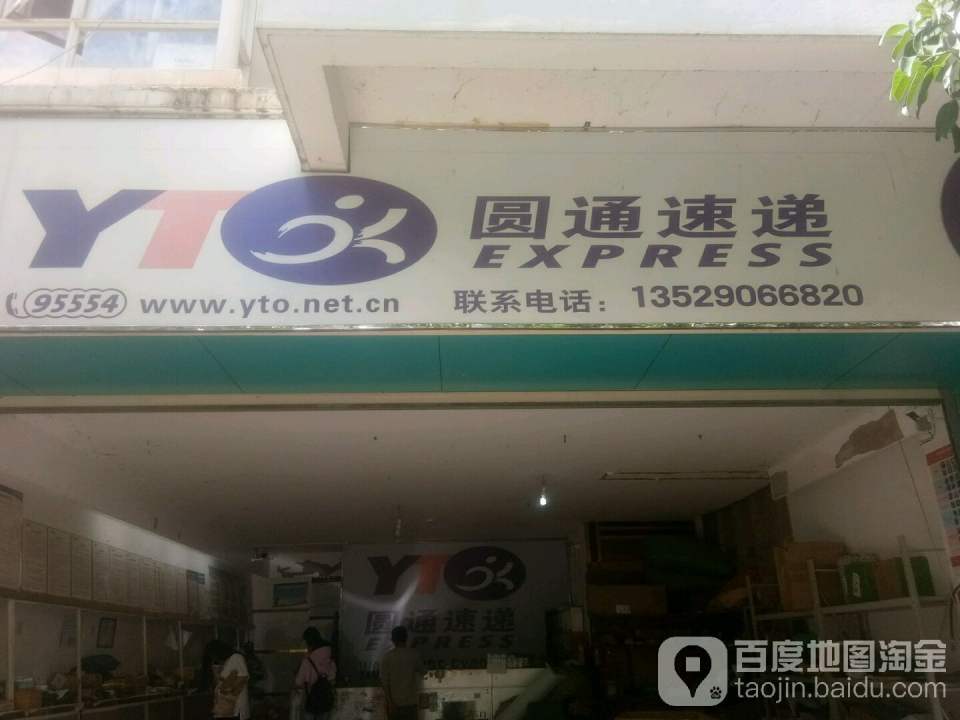 YTO 圆通速递
EXPRESS
95554 www.yto.net.cn 联系电话：13529066820
YTO
圆通速递
EXPRESS
百度地图淘金
taojin.baidu.com